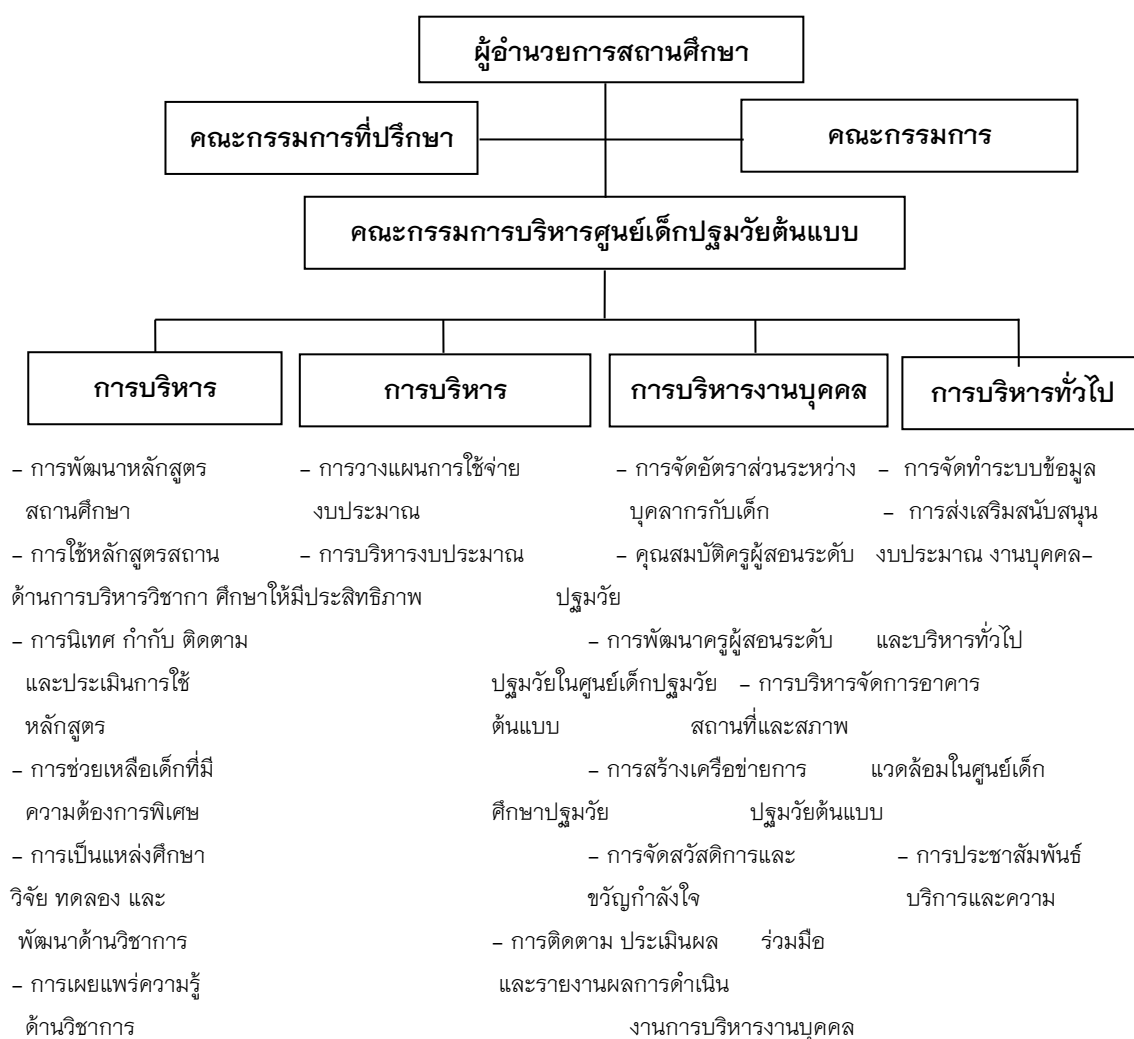 ผู้อำนวยการสถานศึกษา
คณะกรรมการที่ปรึกษา
คณะกรรมการ
คณะกรรมการบริหารศูนย์เด็กปฐมวัยต้นแบบ
การบริหาร การบริหาร การบริหารงานบุคคล การบริหารทั่วไป
– การพัฒนาหลักสูตร – การวางแผนการใช้จ่าย – การจัดอัตราส่วนระหว่าง – การจัดทำระบบข้อมูล
สถานศึกษา งบประมาณ บุคลากรกับเด็ก – การส่งเสริมสนับสนุน
– การใช้หลักสูตรสถาน – การบริหารงบประมาณ – คุณสมบัติครูผู้สอนระดับ งบประมาณ งานบุคคล–
ด้านการบริหารวิชากา ศึกษาให้มีประสิทธิภาพ ปฐมวัย
– การนิเทศ กำกับ ติดตาม – การพัฒนาครูผู้สอนระดับ และบริหารทั่วไป
และประเมินการใช้ ปฐมวัยในศูนย์เด็กปฐมวัย – การบริหารจัดการอาคาร
หลักสูตร ต้นแบบ สถานที่และสภาพ
– การช่วยเหลือเด็กที่มี – การสร้างเครือข่ายการ แวดล้อมในศูนย์เด็ก
ความต้องการพิเศษ ศึกษาปฐมวัย ปฐมวัยต้นแบบ
– การเป็นแหล่งศึกษา – การจัดสวัสดิการและ – การประชาสัมพันธ์
วิจัย ทดลอง และ ขวัญกำลังใจ บริการและความ
พัฒนาด้านวิชาการ – การติดตาม ประเมินผล ร่วมมือ
– การเผยแพร่ความรู้ และรายงานผลการดำเนิน
ด้านวิชาการ งานการบริหารงานบุคคล